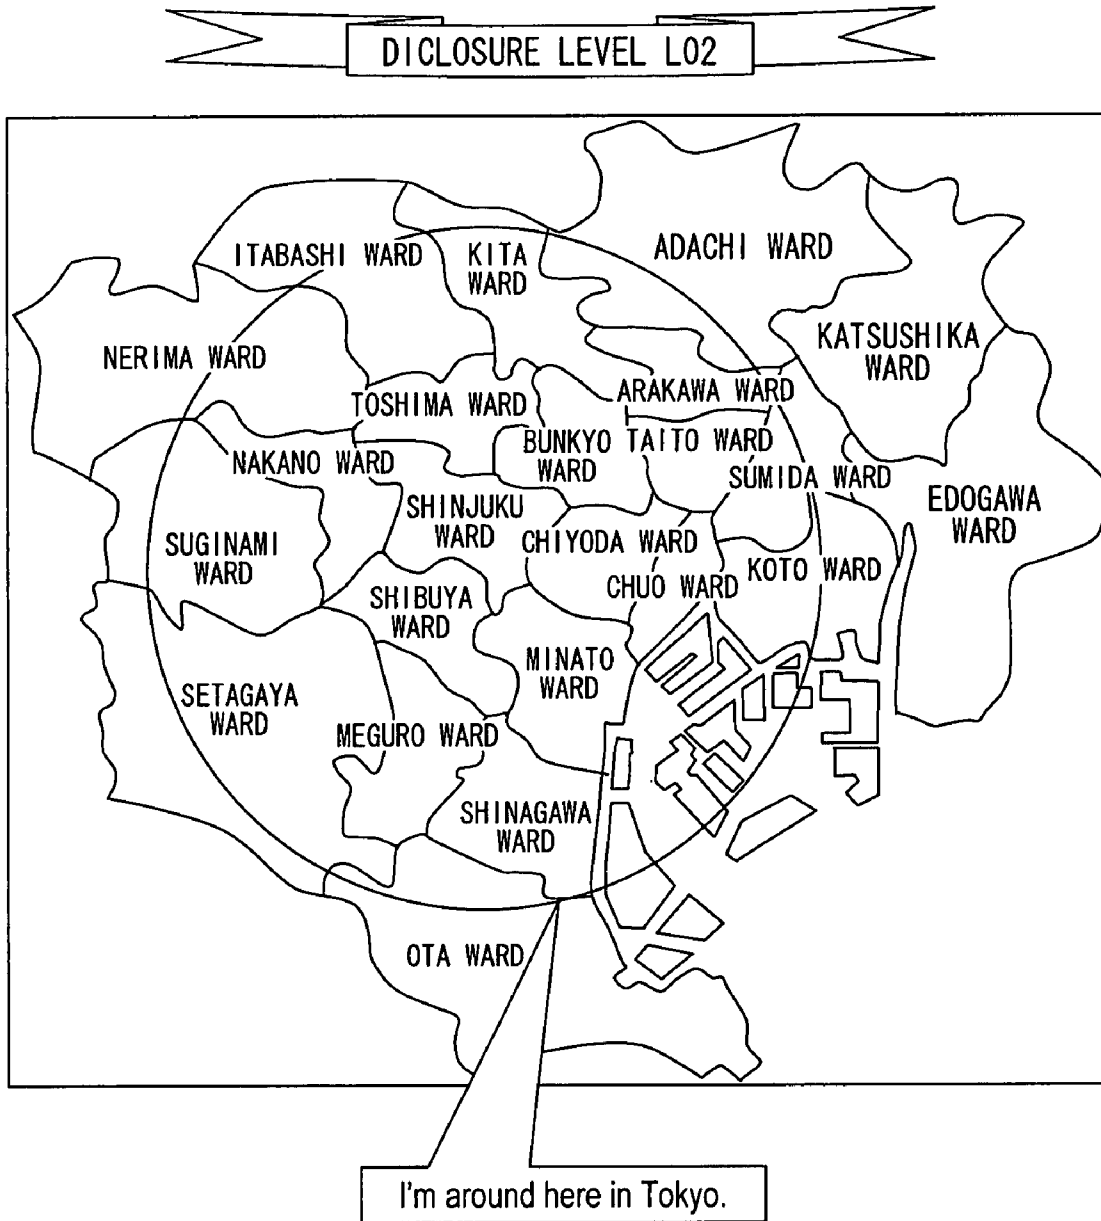 DICLOSURE LEVEL L02
ITABASHI WARD
KITA
WARD
ADACHI WARD
NERIMA WARD
KATSUSHIKA
WARD
TOSHIMA WARD
ARAKAWA WARD
NAKANO WARD
BUNKYO
WARD
TAITO WARD
SUMIDA WARD
SHINJUKU
WARD
EDOGAWA
WARD
SUGINAMI
WARD
CHIYODA WARD
CHUO WARD
KOTO WARD
SHIBUYA
WARD
MINATO
WARD
SETAGAYA
WARD
MEGURO WARD
SHINAGAWA
WARD
OTA WARD
I'm around here in Tokyo.